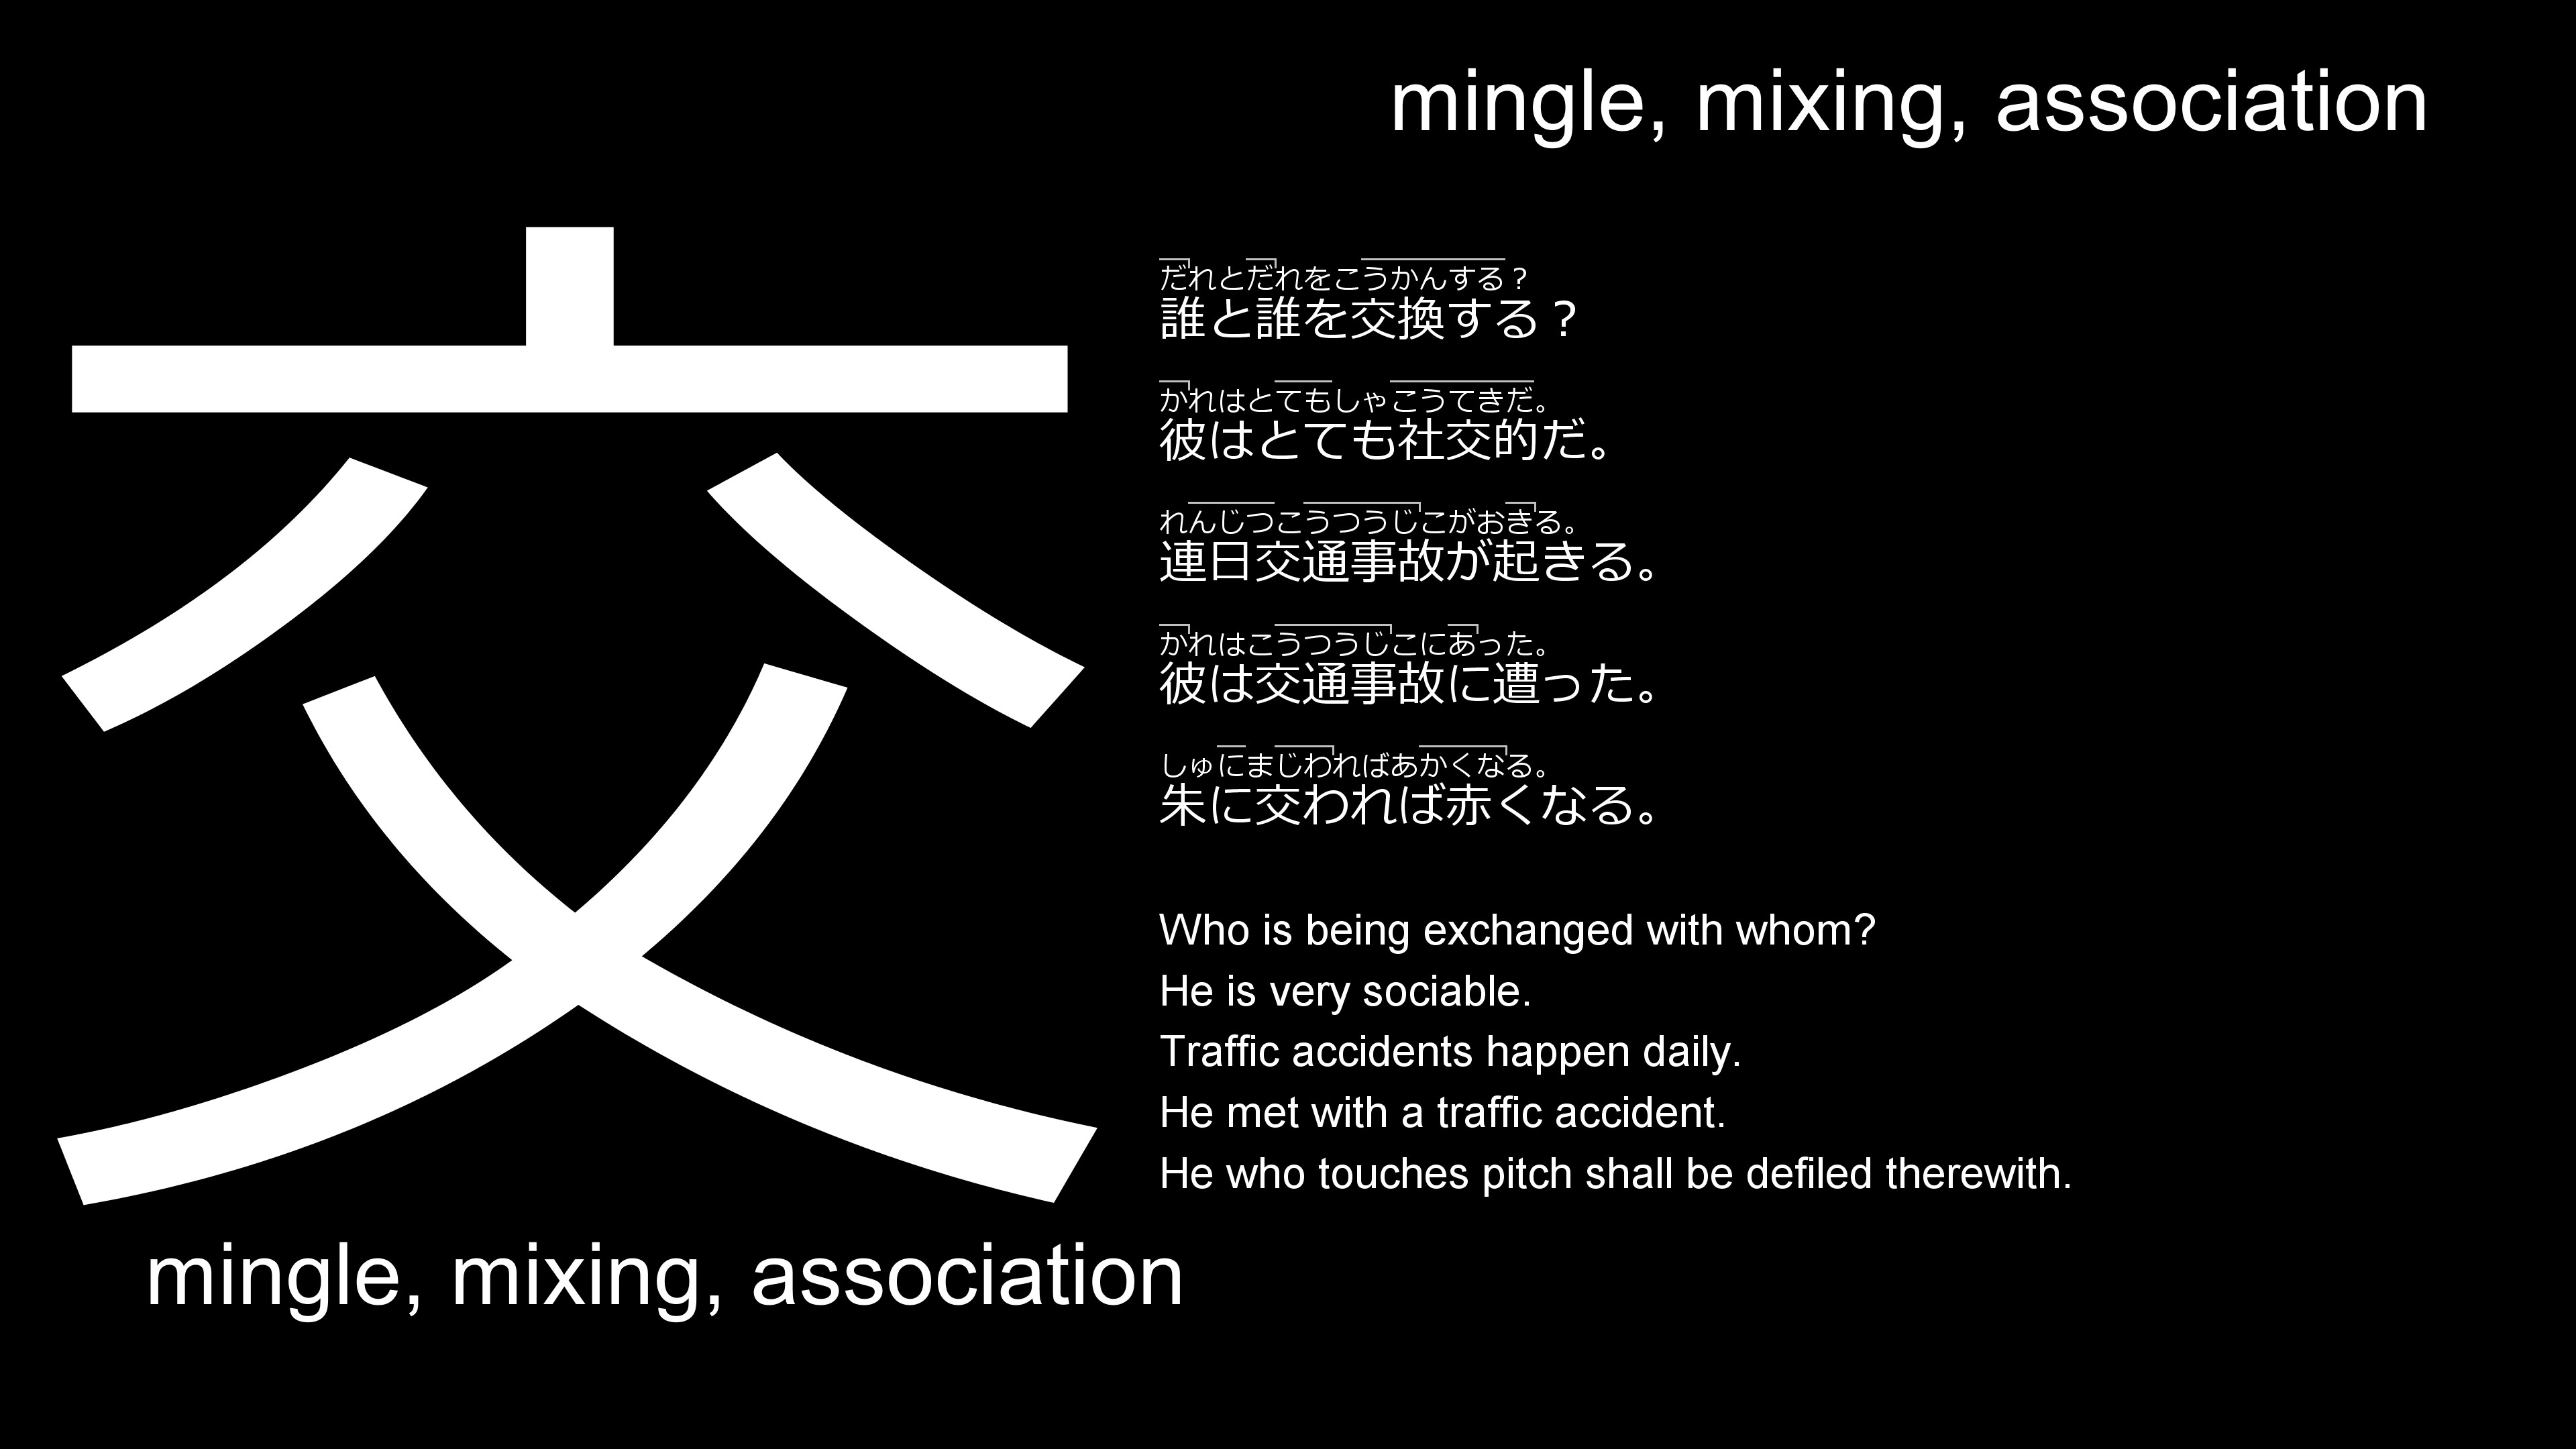 mingle, mixing, association
交
だれとだれをこうかんする？
誰と誰を交換する？
かれはとてもしゃこうてきだ。
彼はとても社交的だ。
れんじつこうつうじこがおきる。
連日交通事故が起きる。
かれはこうつうじこにあった。
彼は交通事故に遭った。
しゅにまじわればあかくなる。
朱に交われば赤くなる。
Who is being exchanged with whom?
He is very sociable.
Traffic accidents happen daily.
He met with a traffic accident.
He who touches pitch shall be defiled therewith.
mingle, mixing, association